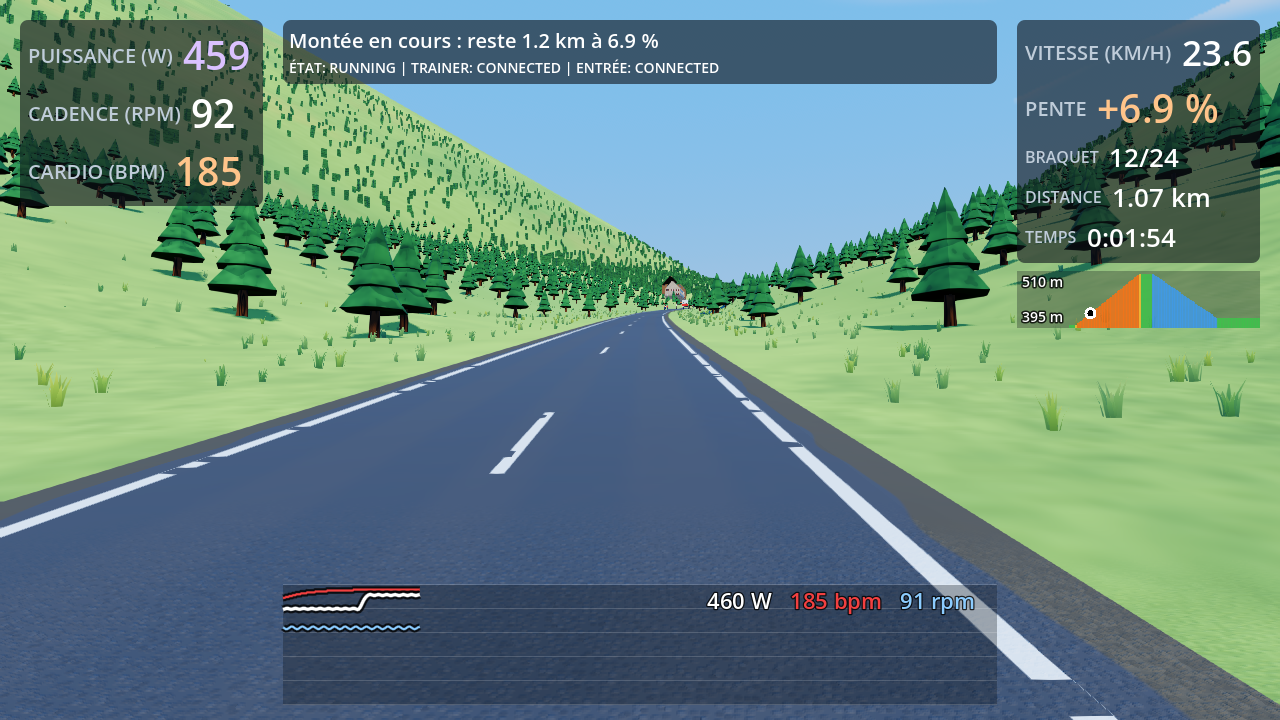 PUISSANCE (W) 459
CADENCE (RPM) 92
CARDIO (BPM) 185
Montée en cours : reste 1.2 km à 6.9 %
ÉTAT: RUNNING | TRAINER: CONNECTED | ENTRÉE: CONNECTED
VITESSE (KM/H) 23.6
PENTE +6.9 %
BRAQUET 12/24
DISTANCE 1.07 km
TEMPS 0:01:54
510 m
395 m
460 W 185 bpm 91 rpm